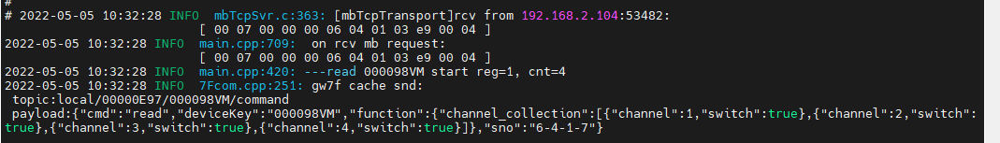 #
# 2022-05-05 10:32:28 INFO mbTcpSvr.c:363: [mbTcpTransport]rcv from 192.168.2.104:53482:
[ 00 07 00 00 00 06 04 01 03 e9 00 04 ]
2022-05-05 10:32:28 INFO main.cpp:709: on rcv mb request:
[ 00 07 00 00 00 06 04 01 03 e9 00 04 ]
2022-05-05 10:32:28 INFO main.cpp:420: ---read 000098VM start reg=1, cnt=4
2022-05-05 10:32:28 INFO 7Fcom.cpp:251: gw7f cache snd:
topic:local/00000E97/000098VM/command
payload:{"cmd":"read","deviceKey":"000098VM","function":{"channel_collection":[{"channel":1,"switch":true},{"channel":2,"switch":
true},{"channel":3,"switch":true},{"channel":4,"switch":true}]},"sno":"6-4-1-7"}